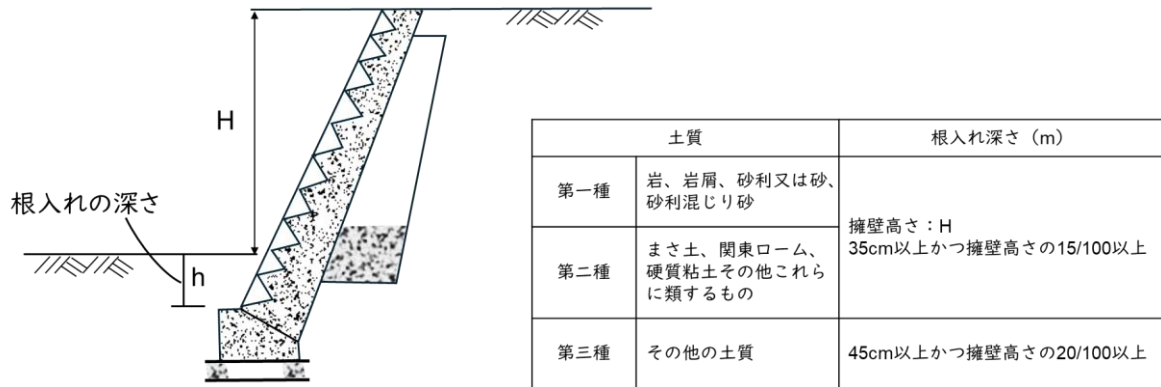 H
根入れの深さ
h
土質
根入れ深さ（m）
第一種
岩、岩屑、砂利又は砂、
砂利混じり砂
擁壁高さ：H
35cm以上かつ擁壁高さの15/100以上
第二種
まさ土、関東ローム、
硬質粘土その他これら
に類するもの
第三種
その他の土質
45cm以上かつ擁壁高さの20/100以上